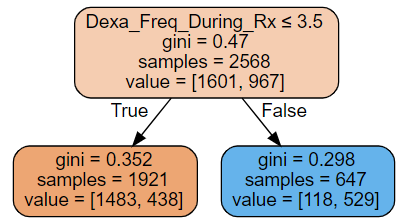 Dexa_Freq_During_Rx ≤ 3.5
gini = 0.47
samples = 2568
value = [1601, 967]
True
False
gini = 0.352
samples = 1921
value = [1483, 438]
gini = 0.298
samples = 647
value = [118, 529]